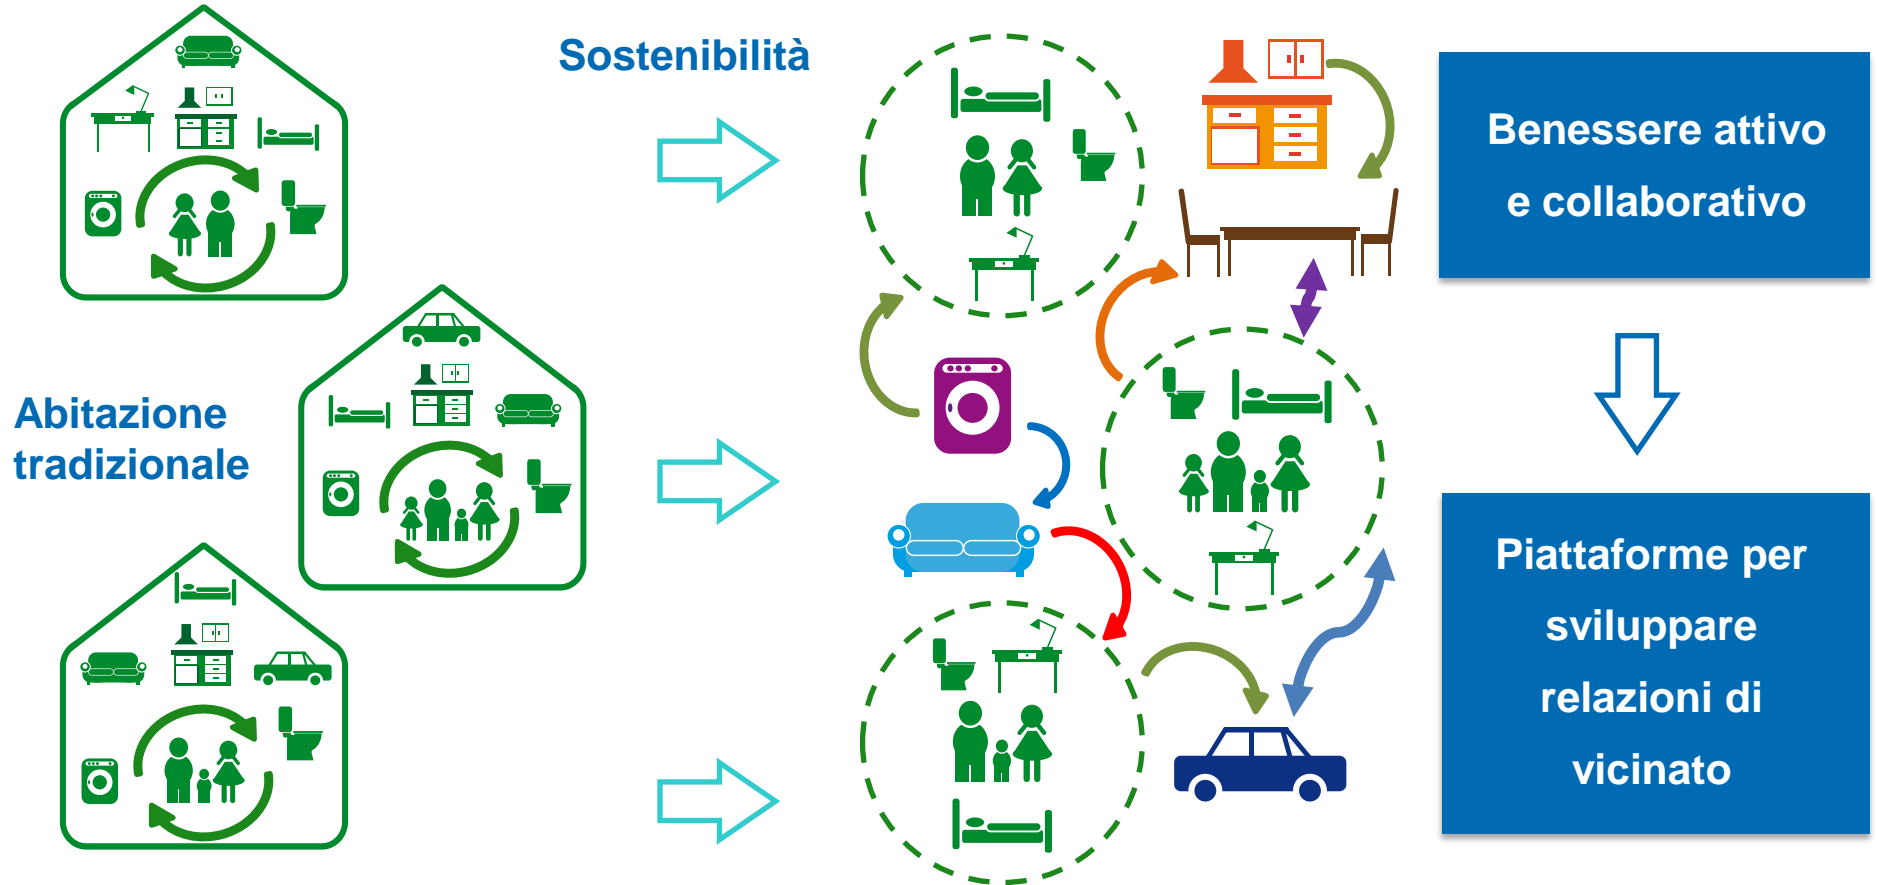 Sostenibilità
Abitazione
tradizionale
Benessere attivo
e collaborativo
Piattaforme per
sviluppare
relazioni di
vicinato